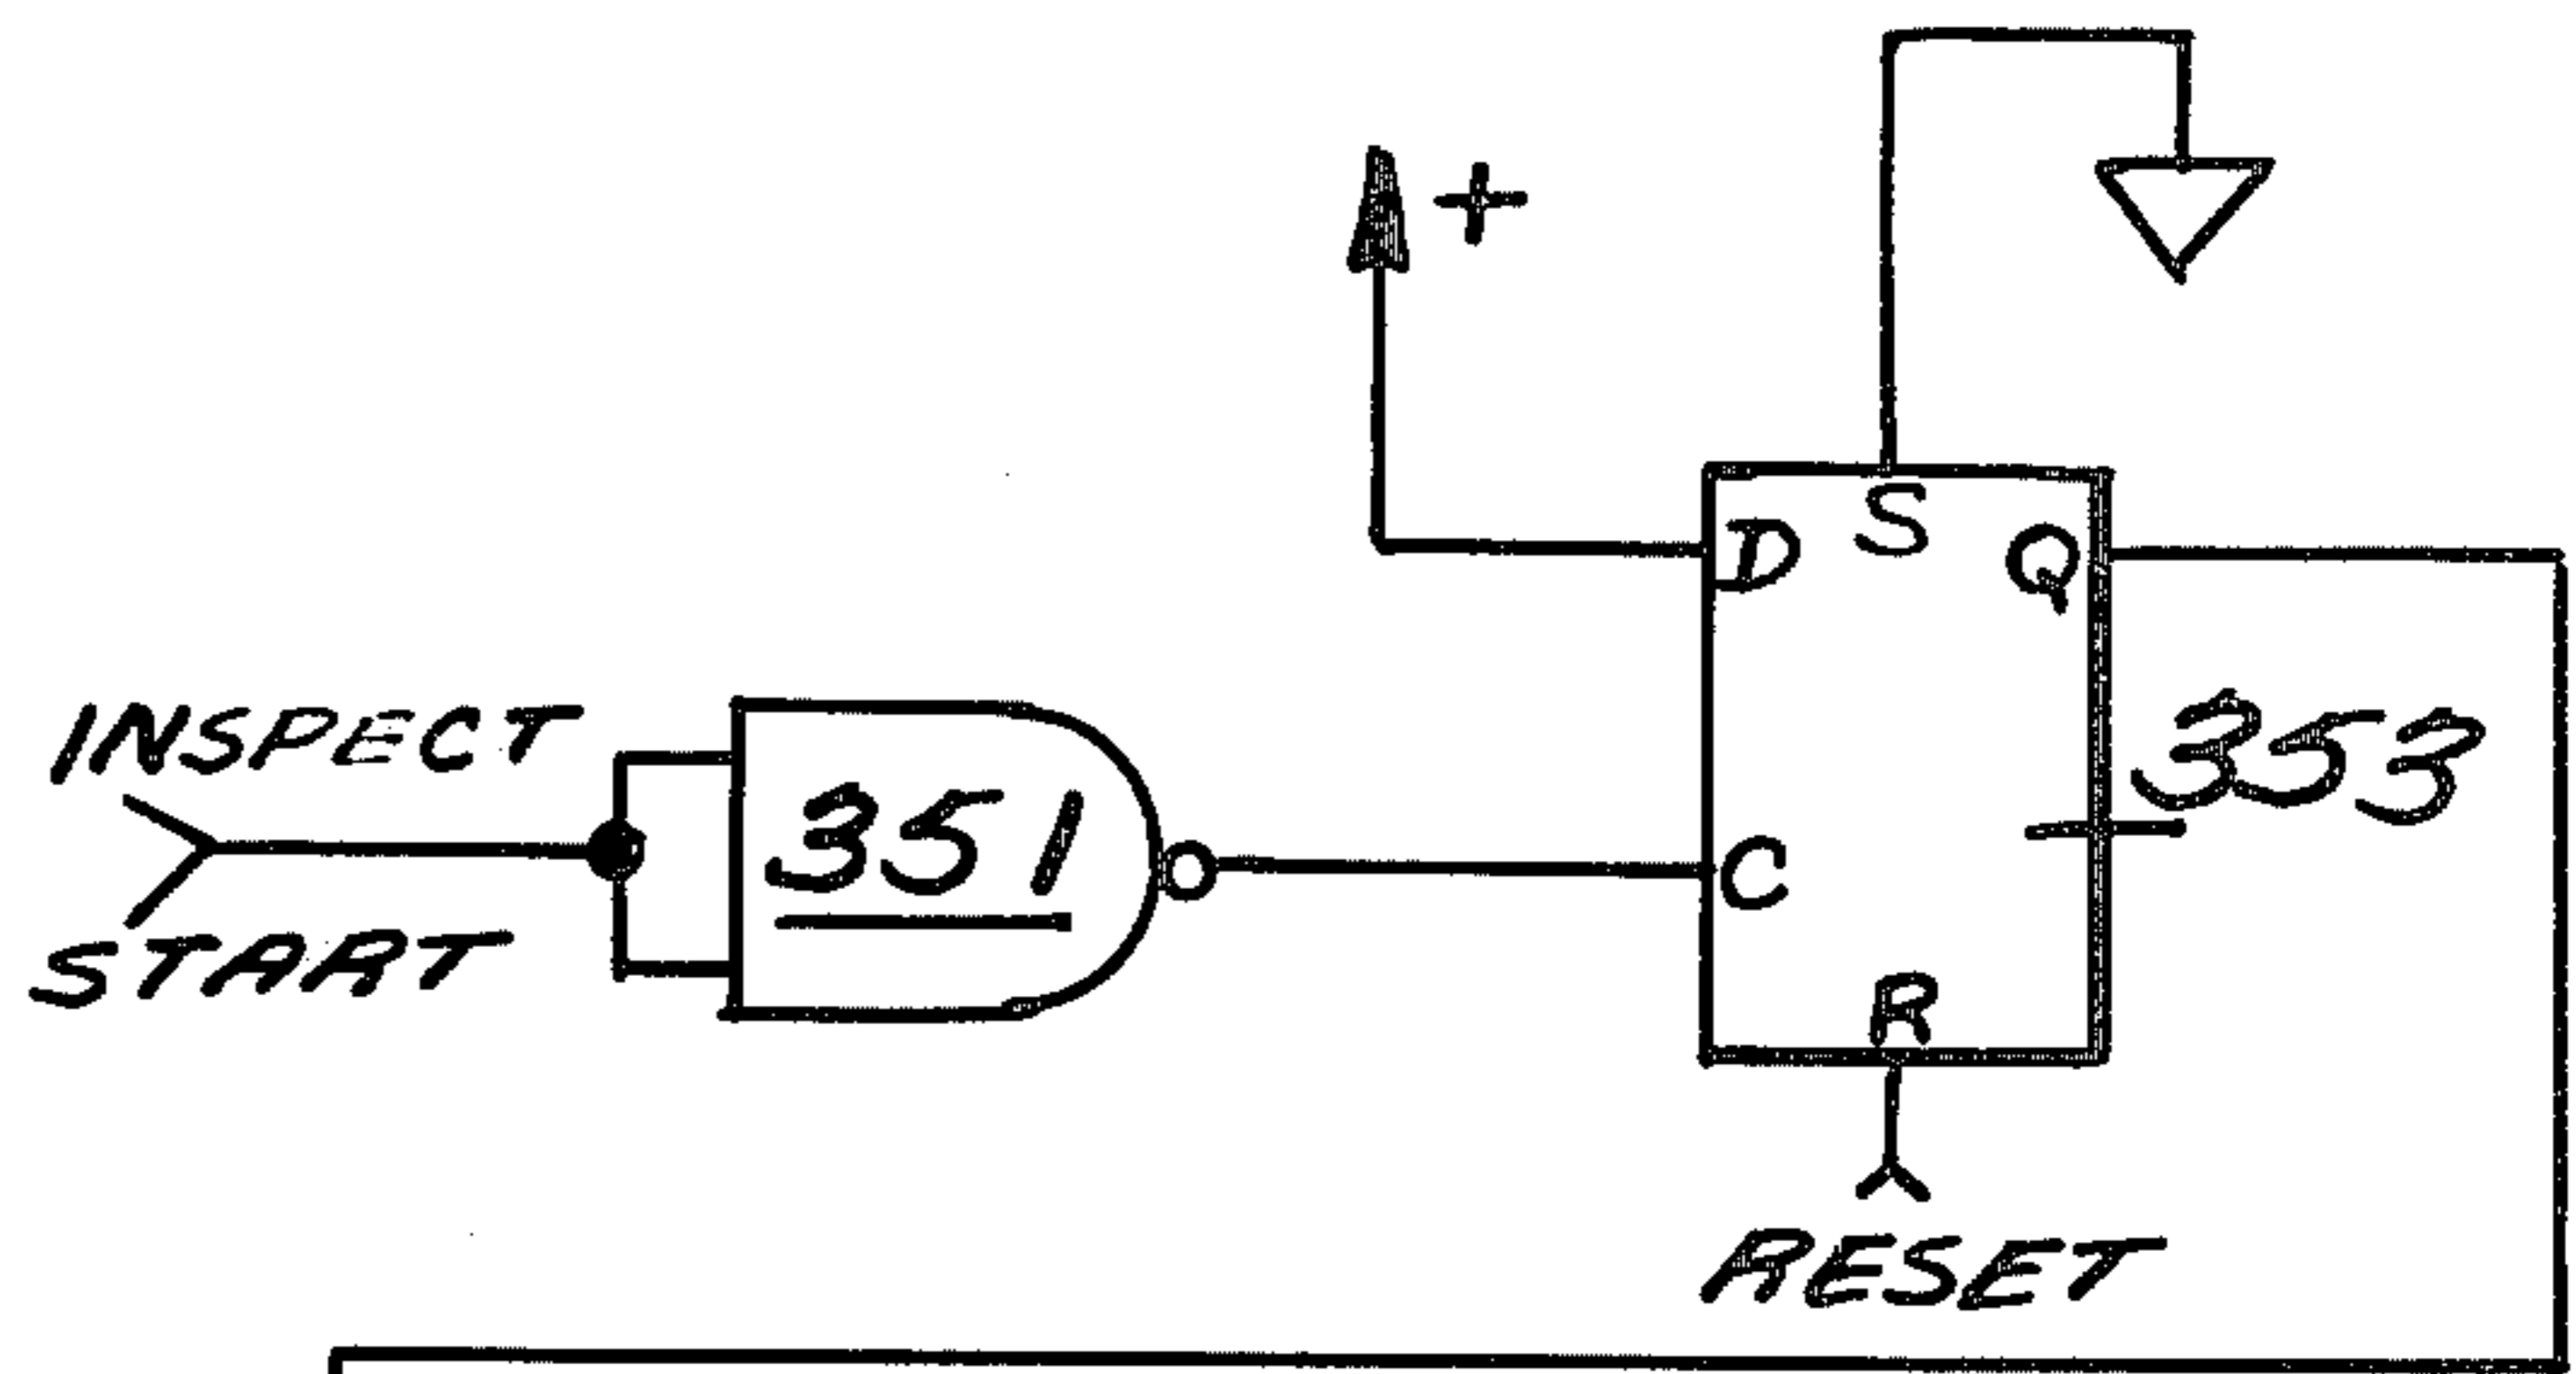 +
D S Q
INSPECT
START
351
353
C
R
RESET